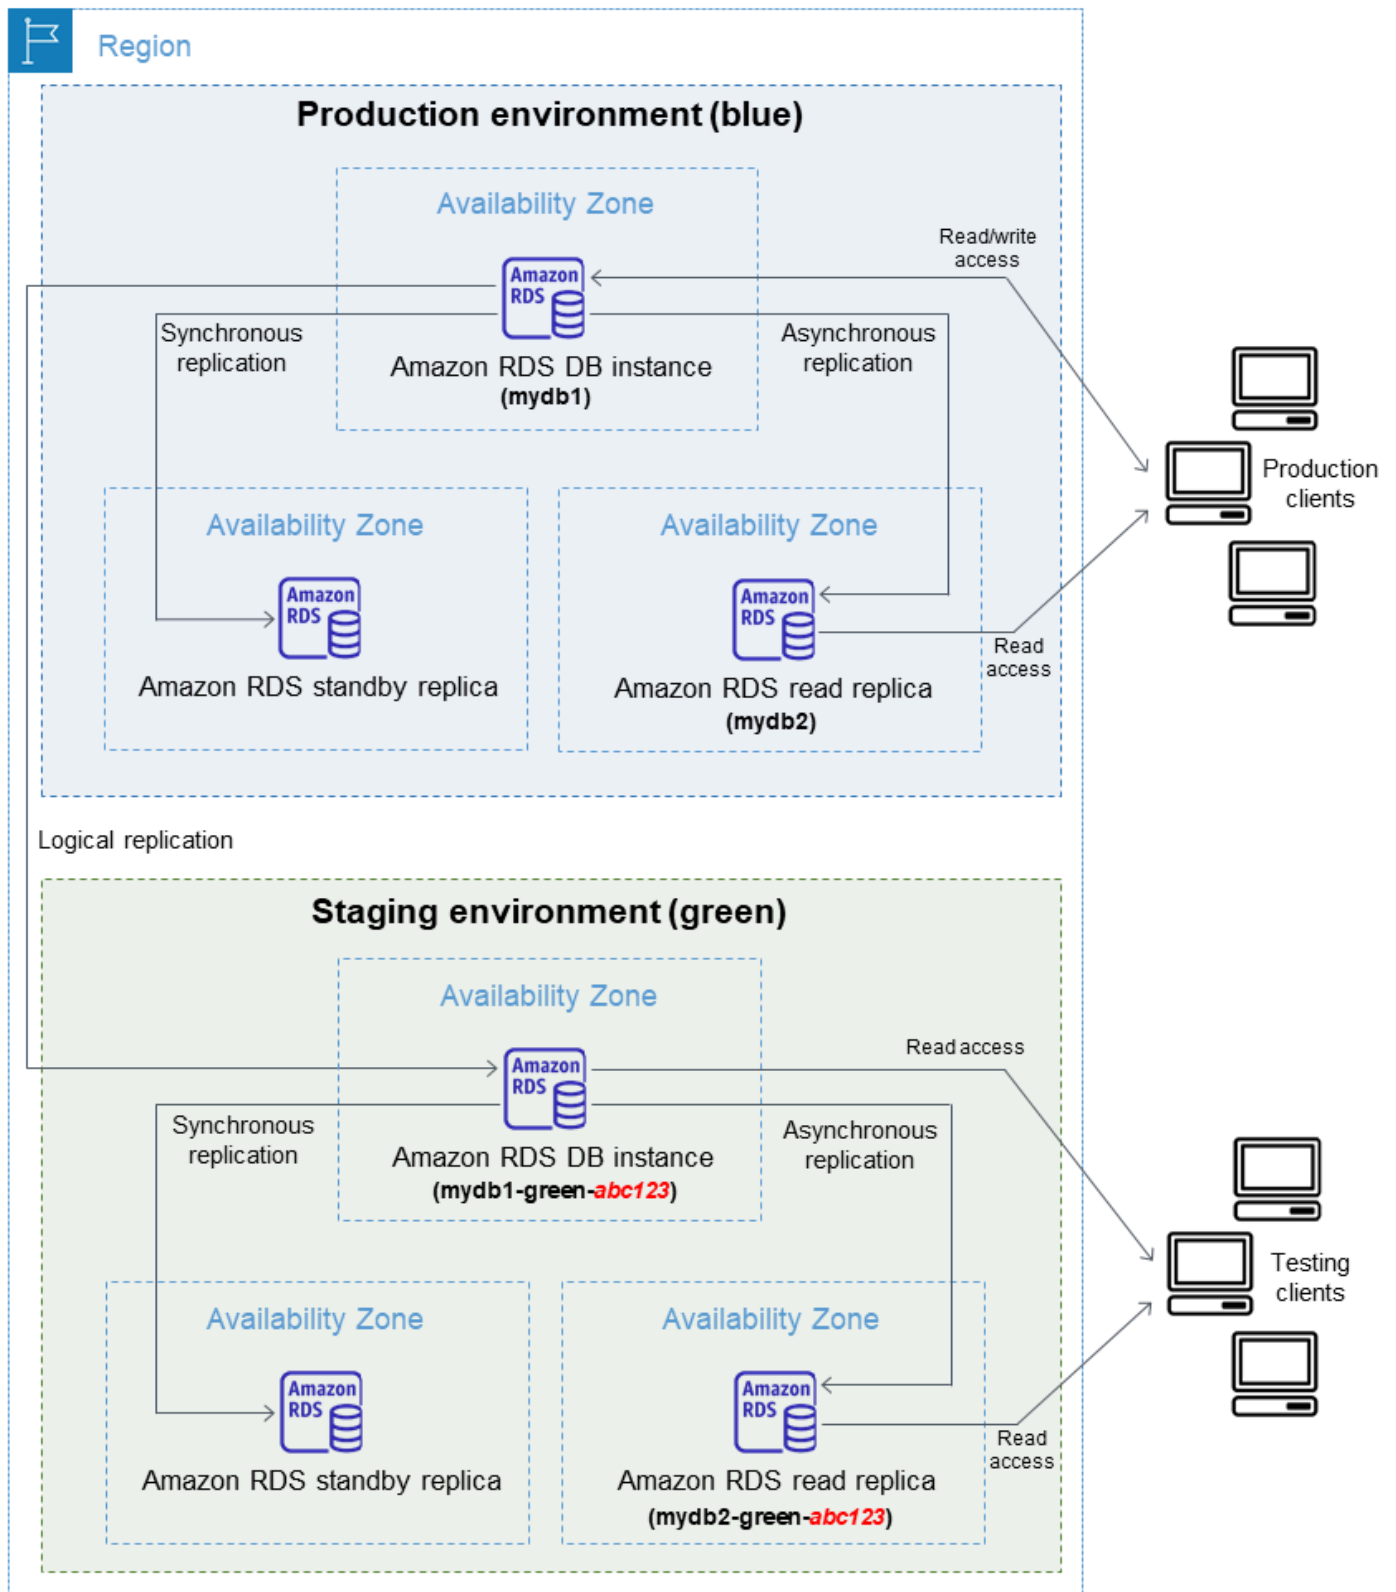 Region
Production environment (blue)
Availability Zone
Read/write
access
Amazon
RDS
Synchronous
replication
Asynchronous
replication
Amazon RDS DB instance
(mydb1)
Production
clients
Availability Zone
Availability Zone
Amazon
RDS
Amazon
RDS
Read
access
Amazon RDS standby replica
Amazon RDS read replica
(mydb2)
Logical replication
Staging environment (green)
Availability Zone
Read access
Amazon
RDS
Synchronous
replication
Asynchronous
replication
Amazon RDS DB instance
(mydb1-green-abc123)
Testing
clients
Availability Zone
Availability Zone
Amazon
RDS
Amazon
RDS
Read
access
Amazon RDS standby replica
Amazon RDS read replica
(mydb2-green-abc123)